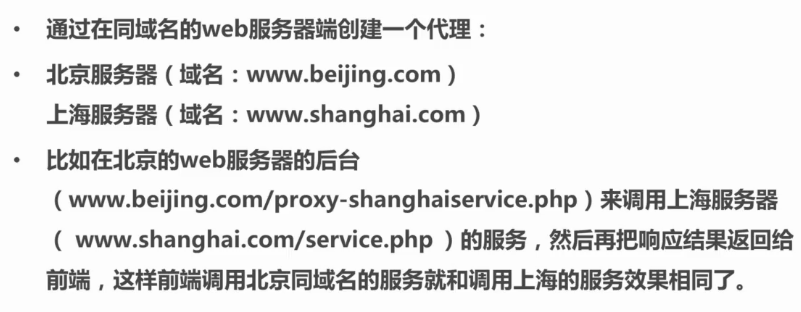 • 通过在同域名的web服务器端创建一个代理：
• 北京服务器（域名：www.beijing.com）
上海服务器（域名：www.shanghai.com）
• 比如在北京的web服务器的后台
（www.beijing.com/proxy-shanghaiservice.php）来调用上海服务器
（ www.shanghai.com/service.php ）的服务，然后再把响应结果返回给
前端，这样前端调用北京同域名的服务就和调用上海的服务效果相同了。